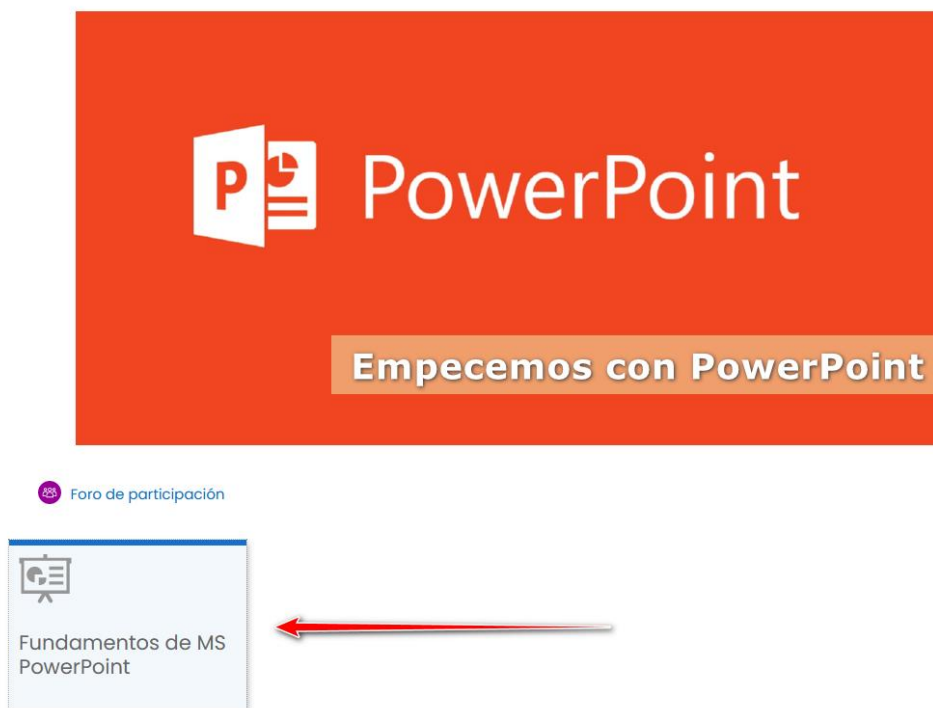 PowerPoint
Empecemos con PowerPoint
Foro de participación
Fundamentos de MS
PowerPoint